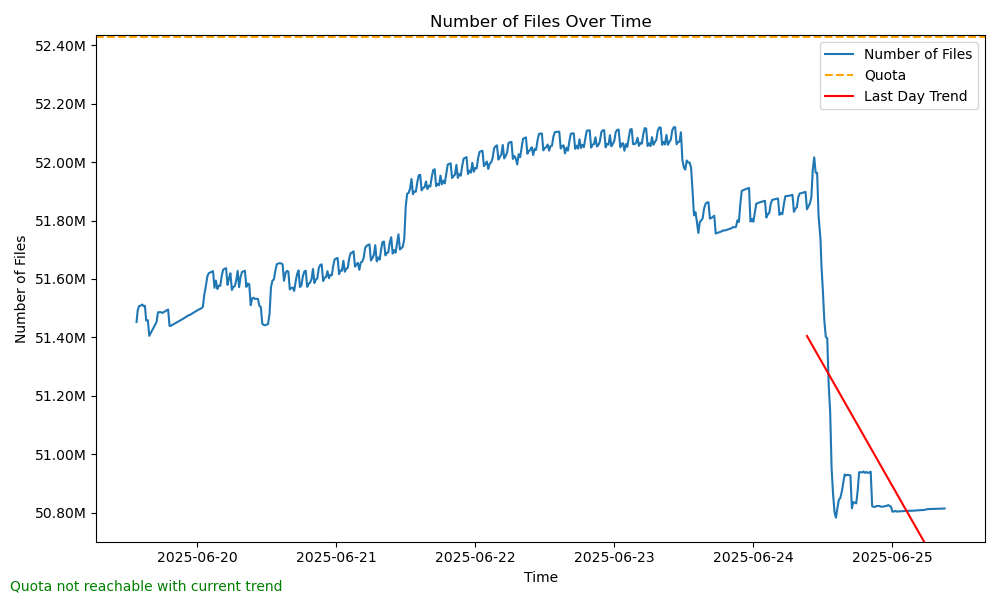 Number of Files Over Time
Number of Files
Quota
Last Day Trend
Number of Files
52.40M
52.20M
52.00M
51.80M
51.60M
51.40M
51.20M
51.00M
50.80M
2025-06-20
2025-06-21
2025-06-22
2025-06-23
2025-06-24
2025-06-25
Time
Quota not reachable with current trend